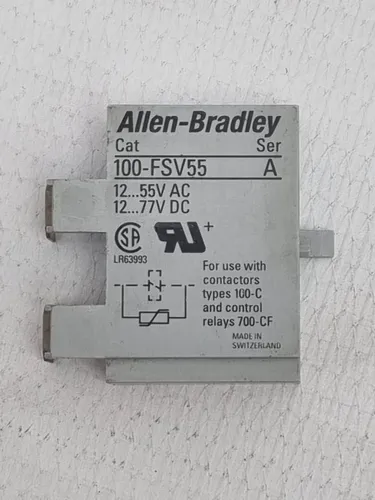 Allen-Bradley
Cat Ser
100-FSV55 A
12...55V AC
12...77V DC
SA +
LR63993
For use with
contactors
types 100-C
and control
relays 700-CF
MADE IN
SWITZERLAND